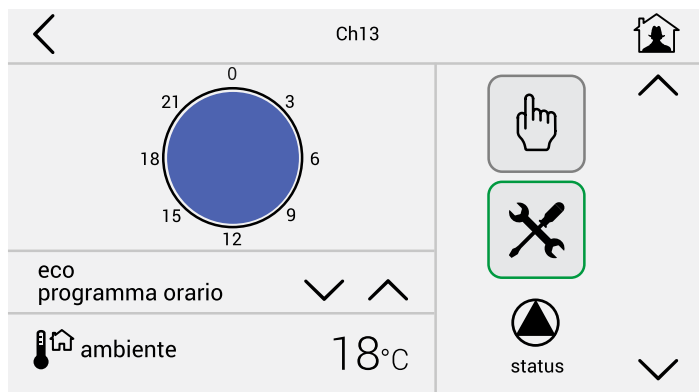 Ch13
0
21
3
18
6
15
9
12
eco
programma orario
ambiente
18°C
status